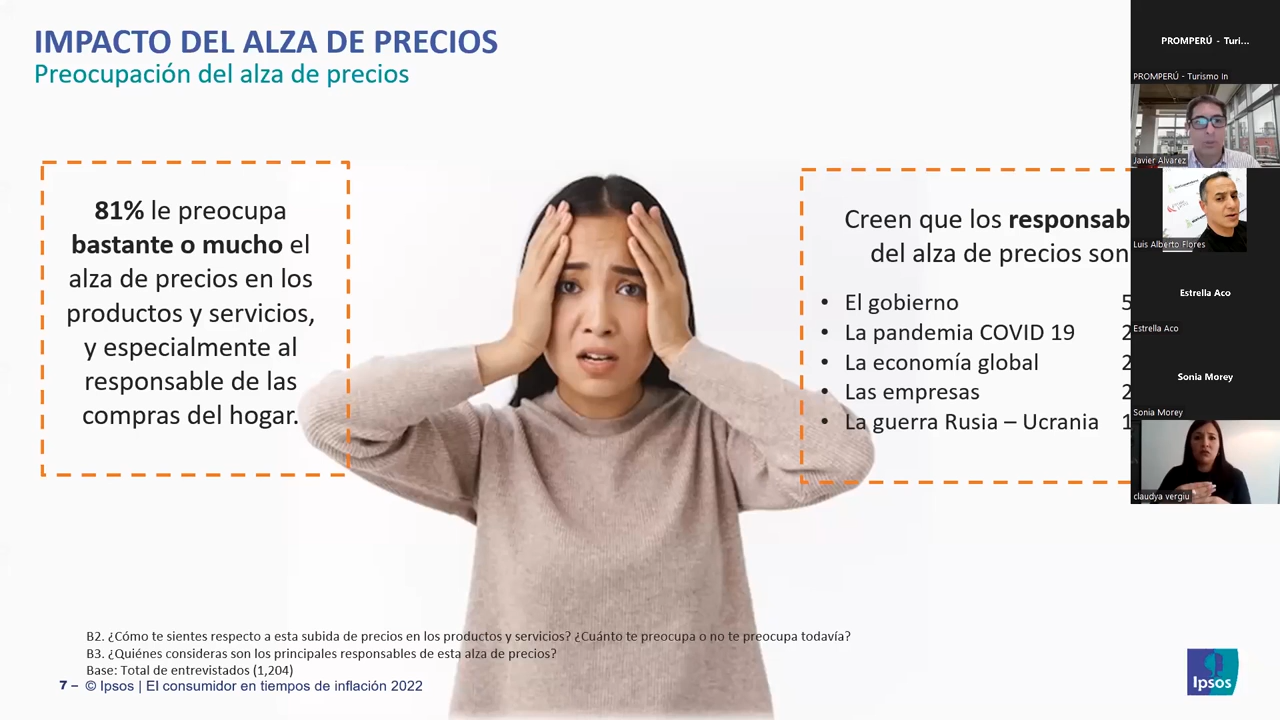 IMPACTO DEL ALZA DE PRECIOS
Preocupación del alza de precios
81% le preocupa
bastante o mucho el
alza de precios en los
productos y servicios,
y especialmente al
responsable de las
compras del hogar.
Creen que los
del alza de precios son
• El gobierno
• La pandemia COVID 19
• La economía global
• Las empresas
• La guerra Rusia – Ucrania
B2. ¿Cómo te sientes respecto a esta subida de precios en los productos y servicios? ¿Cuánto te preocupa o no te preocupa todavía?
B3. ¿Quiénes consideras son los principales responsables de esta alza de precios?
Base: Total de entrevistados (1,204)
7 – © Ipsos | El consumidor en tiempos de inflación 2022
Ipsos
PROMPERÚ - Turi...
PROMPERÚ - Turismo In
Javier Alvarez
Luis Alberto Flores
Estrella Aco
Estrella Aco
Sonia Morey
Sonia Morey
claudya vergiu